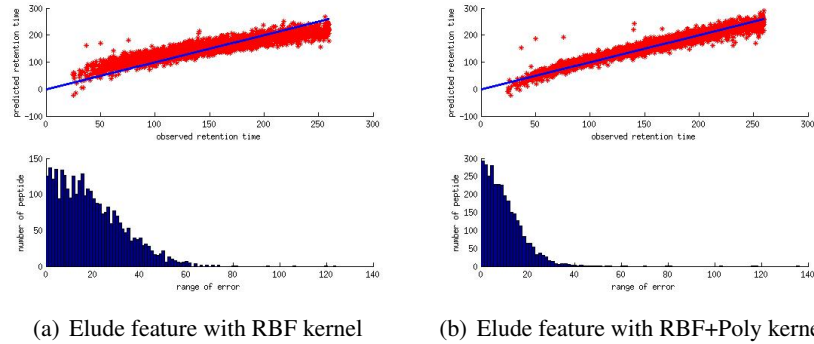 300
200
100
0
-100
predicted retention time
0 50 100 150 200 250 300
observed retention time
150
100
50
0
number of peptide
0 20 40 60 80 100 120 140
range of error
(a) Elude feature with RBF kernel
300
200
100
0
-100
predicted retention time
0 50 100 150 200 250 300
observed retention time
300
250
200
150
100
50
0
number of peptide
0 20 40 60 80 100 120 140
range of error
(b) Elude feature with RBF+Poly kerne